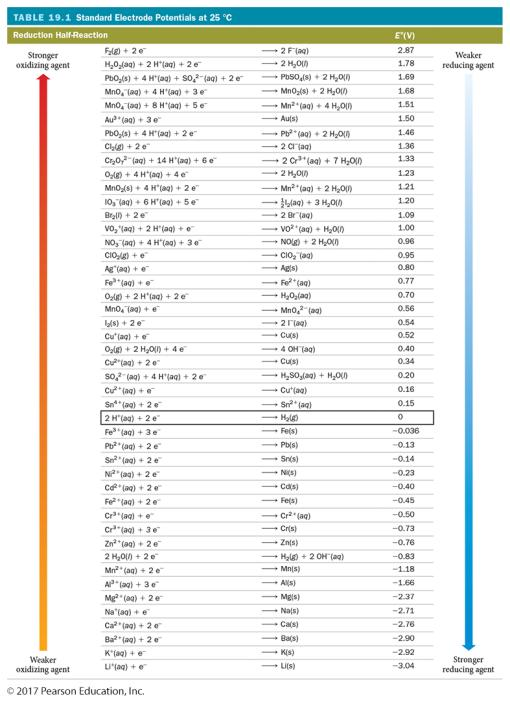 TABLE 19.1 Standard Electrode Potentials at 25 °C
Reduction Half-Reaction E°(V)
Stronger oxidizing agent
Weaker reducing agent
F₂(g) + 2 e⁻ ⟶ 2 F⁻(aq) 2.87
H₂O₂(aq) + 2 H⁺(aq) + 2 e⁻ ⟶ 2 H₂O(l) 1.78
PbO₂(s) + 4 H⁺(aq) + SO₄²⁻(aq) + 2 e⁻ ⟶ PbSO₄(s) + 2 H₂O(l) 1.69
MnO₄⁻(aq) + 4 H⁺(aq) + 3 e⁻ ⟶ MnO₂(s) + 2 H₂O(l) 1.68
MnO₄⁻(aq) + 8 H⁺(aq) + 5 e⁻ ⟶ Mn²⁺(aq) + 4 H₂O(l) 1.51
Au³⁺(aq) + 3 e⁻ ⟶ Au(s) 1.50
PbO₂(s) + 4 H⁺(aq) + 2 e⁻ ⟶ Pb²⁺(aq) + 2 H₂O(l) 1.46
Cl₂(g) + 2 e⁻ ⟶ 2 Cl⁻(aq) 1.36
Cr₂O₇²⁻(aq) + 14 H⁺(aq) + 6 e⁻ ⟶ 2 Cr³⁺(aq) + 7 H₂O(l) 1.33
O₂(g) + 4 H⁺(aq) + 4 e⁻ ⟶ 2 H₂O(l) 1.23
MnO₂(s) + 4 H⁺(aq) + 2 e⁻ ⟶ Mn²⁺(aq) + 2 H₂O(l) 1.21
IO₃⁻(aq) + 6 H⁺(aq) + 5 e⁻ ⟶ ½I₂(aq) + 3 H₂O(l) 1.20
Br₂(l) + 2 e⁻ ⟶ 2 Br⁻(aq) 1.09
VO₂⁺(aq) + 2 H⁺(aq) + e⁻ ⟶ VO²⁺(aq) + H₂O(l) 1.00
NO₃⁻(aq) + 4 H⁺(aq) + 3 e⁻ ⟶ NO(g) + 2 H₂O(l) 0.96
ClO₂(g) + e⁻ ⟶ ClO₂⁻(aq) 0.95
Ag⁺(aq) + e⁻ ⟶ Ag(s) 0.80
Fe³⁺(aq) + e⁻ ⟶ Fe²⁺(aq) 0.77
O₂(g) + 2 H⁺(aq) + 2 e⁻ ⟶ H₂O₂(aq) 0.70
MnO₄⁻(aq) + e⁻ ⟶ MnO₄²⁻(aq) 0.56
I₂(s) + 2 e⁻ ⟶ 2 I⁻(aq) 0.54
Cu⁺(aq) + e⁻ ⟶ Cu(s) 0.52
O₂(g) + 2 H₂O(l) + 4 e⁻ ⟶ 4 OH⁻(aq) 0.40
Cu²⁺(aq) + 2 e⁻ ⟶ Cu(s) 0.34
SO₄²⁻(aq) + 4 H⁺(aq) + 2 e⁻ ⟶ H₂SO₃(aq) + H₂O(l) 0.20
Cu²⁺(aq) + e⁻ ⟶ Cu⁺(aq) 0.16
Sn⁴⁺(aq) + 2 e⁻ ⟶ Sn²⁺(aq) 0.15
2 H⁺(aq) + 2 e⁻ ⟶ H₂(g) 0
Fe³⁺(aq) + 3 e⁻ ⟶ Fe(s) −0.036
Pb²⁺(aq) + 2 e⁻ ⟶ Pb(s) −0.13
Sn²⁺(aq) + 2 e⁻ ⟶ Sn(s) −0.14
Ni²⁺(aq) + 2 e⁻ ⟶ Ni(s) −0.23
Cd²⁺(aq) + 2 e⁻ ⟶ Cd(s) −0.40
Fe²⁺(aq) + 2 e⁻ ⟶ Fe(s) −0.45
Cr³⁺(aq) + e⁻ ⟶ Cr²⁺(aq) −0.50
Cr³⁺(aq) + 3 e⁻ ⟶ Cr(s) −0.73
Zn²⁺(aq) + 2 e⁻ ⟶ Zn(s) −0.76
2 H₂O(l) + 2 e⁻ ⟶ H₂(g) + 2 OH⁻(aq) −0.83
Mn²⁺(aq) + 2 e⁻ ⟶ Mn(s) −1.18
Al³⁺(aq) + 3 e⁻ ⟶ Al(s) −1.66
Mg²⁺(aq) + 2 e⁻ ⟶ Mg(s) −2.37
Na⁺(aq) + e⁻ ⟶ Na(s) −2.71
Ca²⁺(aq) + 2 e⁻ ⟶ Ca(s) −2.76
Ba²⁺(aq) + 2 e⁻ ⟶ Ba(s) −2.90
K⁺(aq) + e⁻ ⟶ K(s) −2.92
Li⁺(aq) + e⁻ ⟶ Li(s) −3.04
Weaker oxidizing agent
Stronger reducing agent
© 2017 Pearson Education, Inc.